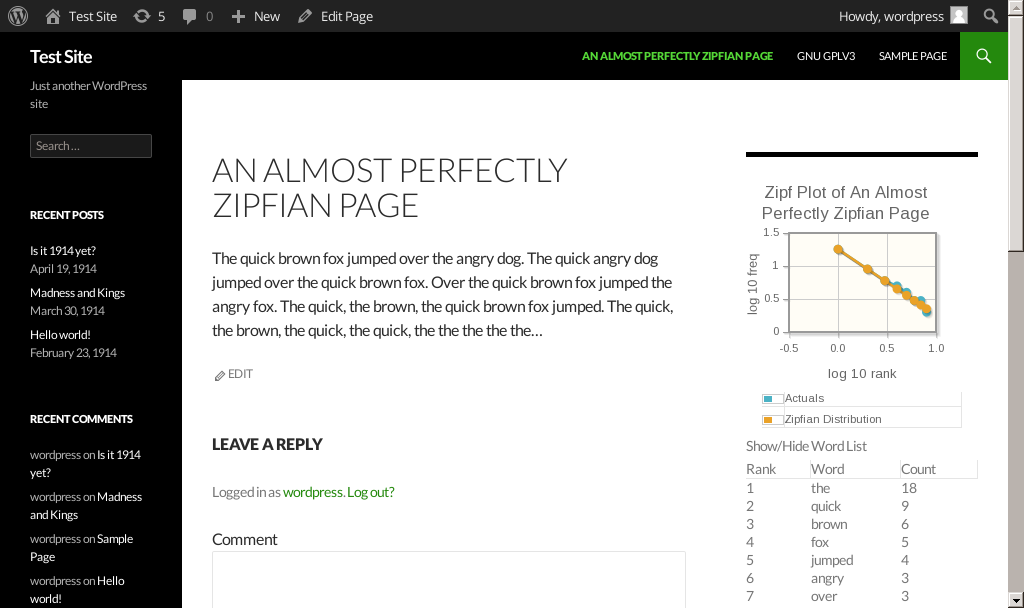 Test Site
5
0
New
Edit Page
Howdy, wordpress
Test Site
AN ALMOST PERFECTLY ZIPFIAN PAGE
GNU GPLV3
SAMPLE PAGE
Just another WordPress
site
Search ...
RECENT POSTS
Is it 1914 yet?
April 19, 1914
Madness and Kings
March 30, 1914
Hello world!
February 23, 1914
RECENT COMMENTS
wordpress on Is it 1914
yet?
wordpress on Madness
and Kings
wordpress on Sample
Page
wordpress on Hello
world!
AN ALMOST PERFECTLY
ZIPFIAN PAGE
The quick brown fox jumped over the angry dog. The quick angry dog
jumped over the quick brown fox. Over the quick brown fox jumped the
angry fox. The quick, the brown, the quick brown fox jumped. The quick,
the brown, the quick, the quick, the the the the the...
EDIT
LEAVE A REPLY
Logged in as wordpress. Log out?
Comment
Zipf Plot of An Almost
Perfectly Zipfian Page
log 10 freq
1.5
1
0.5
0
-0.5 0.0 0.5 1.0
log 10 rank
Actuals
Zipfian Distribution
Show/Hide Word List
Rank Word Count
1 the 18
2 quick 9
3 brown 6
4 fox 5
5 jumped 4
6 angry 3
7 over 3